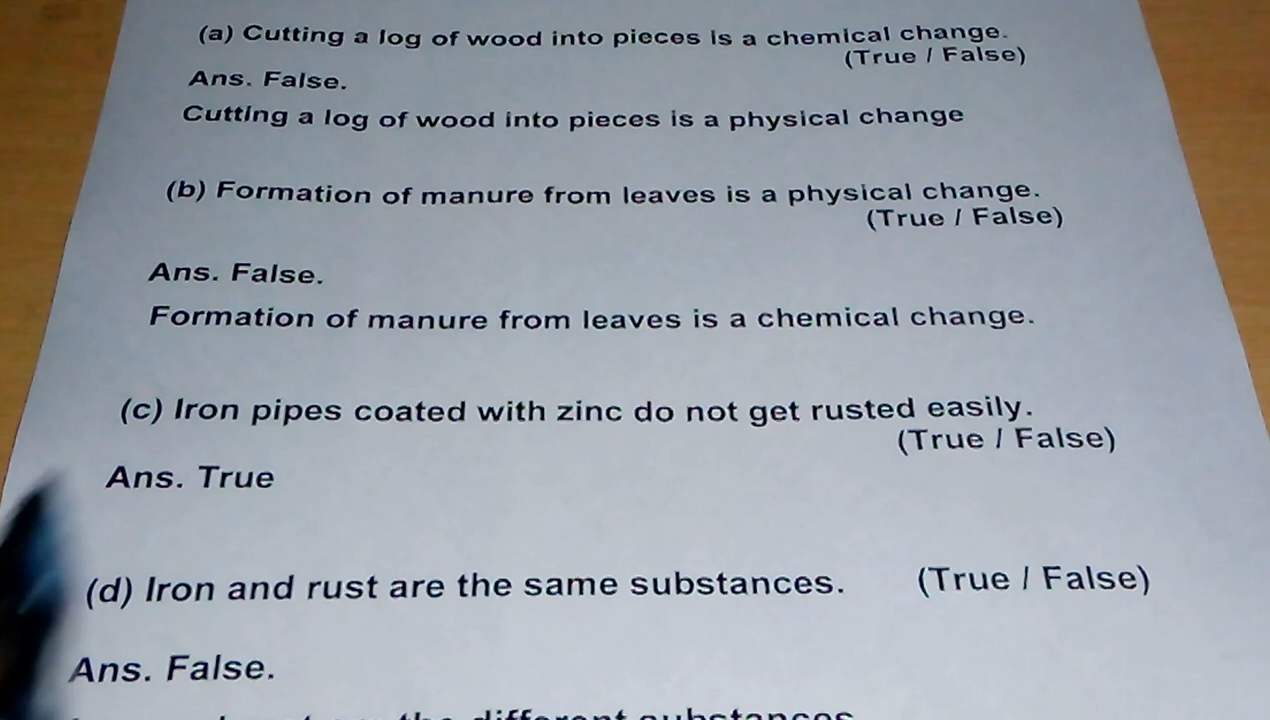 (a) Cutting a log of wood into pieces is a chemical change.
(True / False)
Ans. False.
Cutting a log of wood into pieces is a physical change
(b) Formation of manure from leaves is a physical change.
(True / False)
Ans. False.
Formation of manure from leaves is a chemical change.
(c) Iron pipes coated with zinc do not get rusted easily.
(True / False)
Ans. True
(d) Iron and rust are the same substances. (True / False)
Ans. False.
the different substances